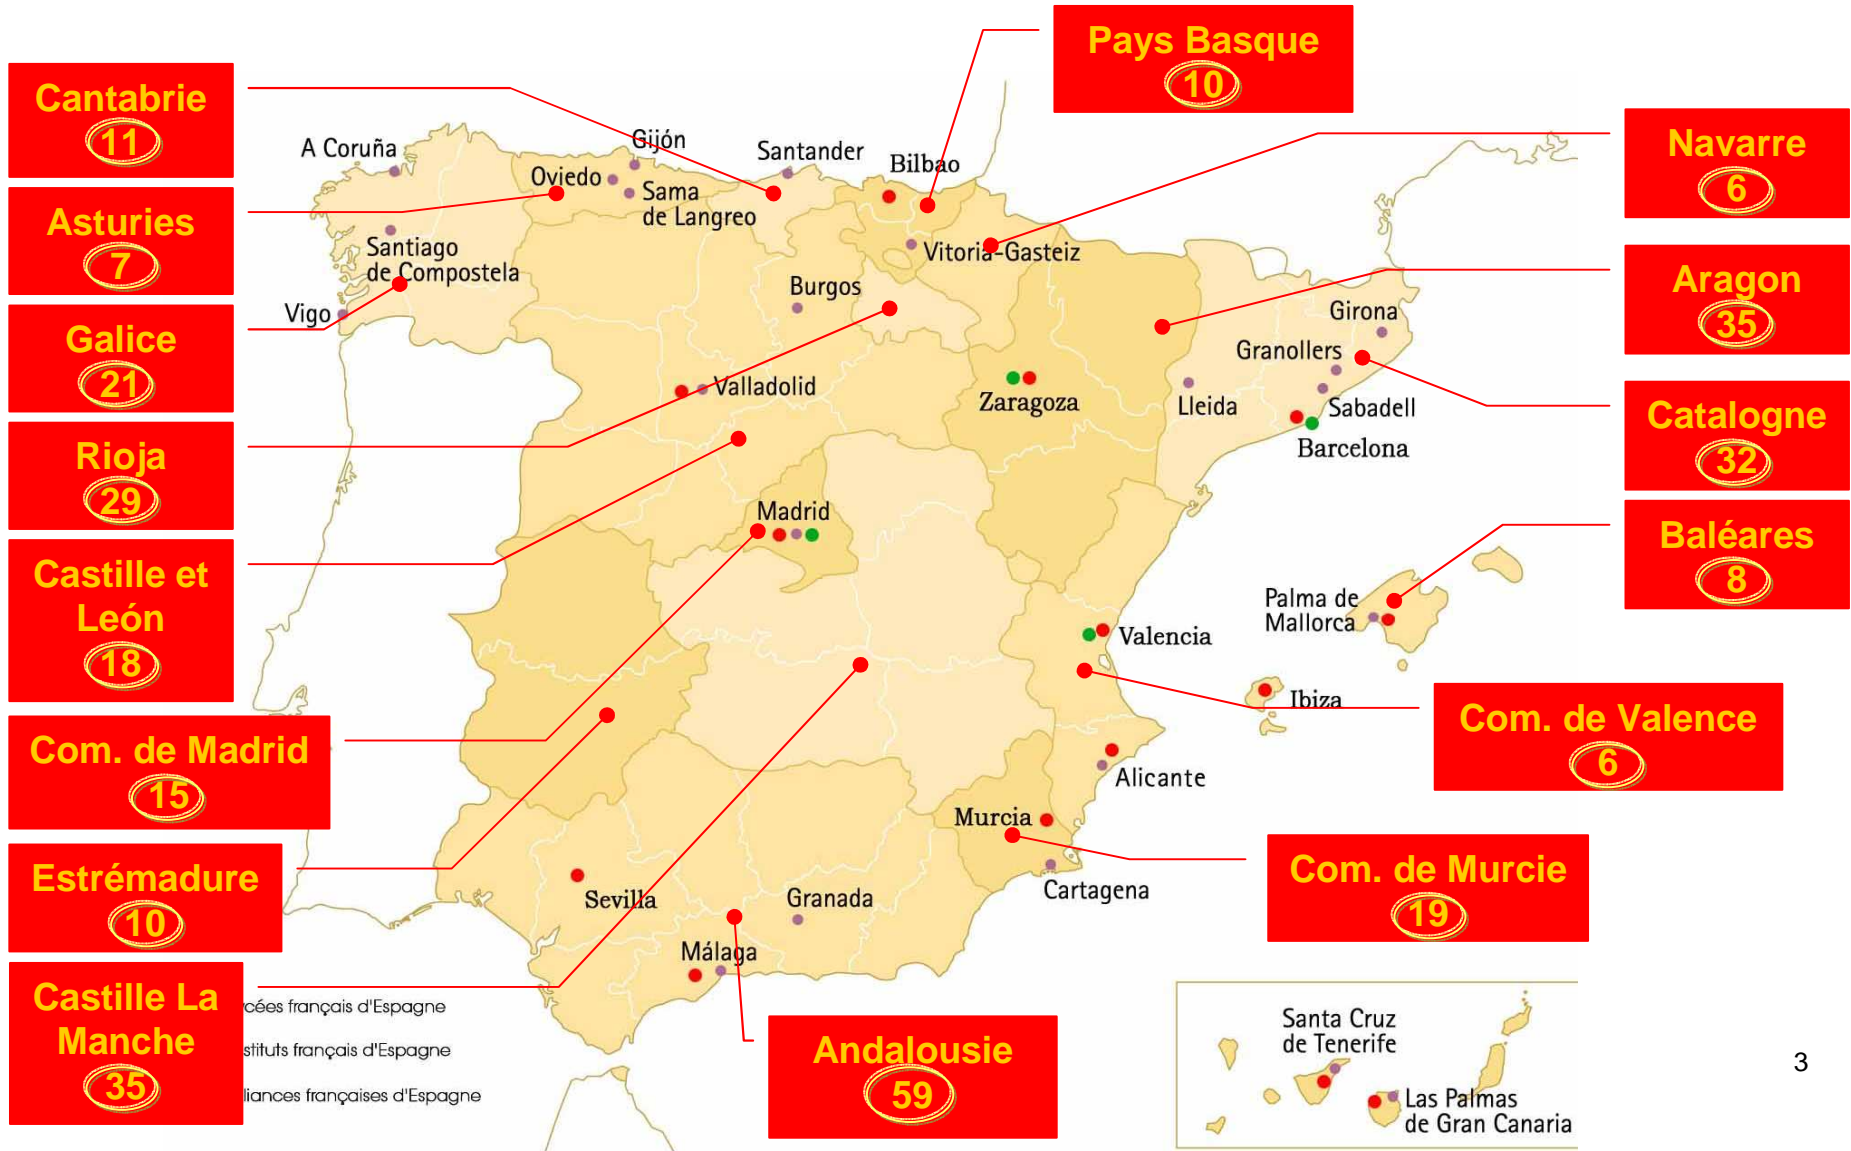 Pays Basque
10
Cantabrie
11
Navarre
6
Asturies
7
Aragon
35
Galice
21
Catalogne
32
Rioja
29
Baléares
8
Castille et
León
18
Com. de Valence
6
Com. de Madrid
15
Com. de Murcie
19
Estrémadure
10
Castille La
Manche
35
Andalousie
59
A Coruña
Gijón
Oviedo
Sama
de Langreo
Santander
Bilbao
Santiago
de Compostela
Vitoria-Gasteiz
Vigo
Burgos
Girona
Granollers
Valladolid
Zaragoza
Lleida
Sabadell
Barcelona
Madrid
Palma de
Mallorca
Valencia
Ibiza
Alicante
Murcia
Cartagena
Sevilla
Granada
Málaga
cées français d'Espagne
stituts français d'Espagne
liances françaises d'Espagne
Santa Cruz
de Tenerife
Las Palmas
de Gran Canaria
3